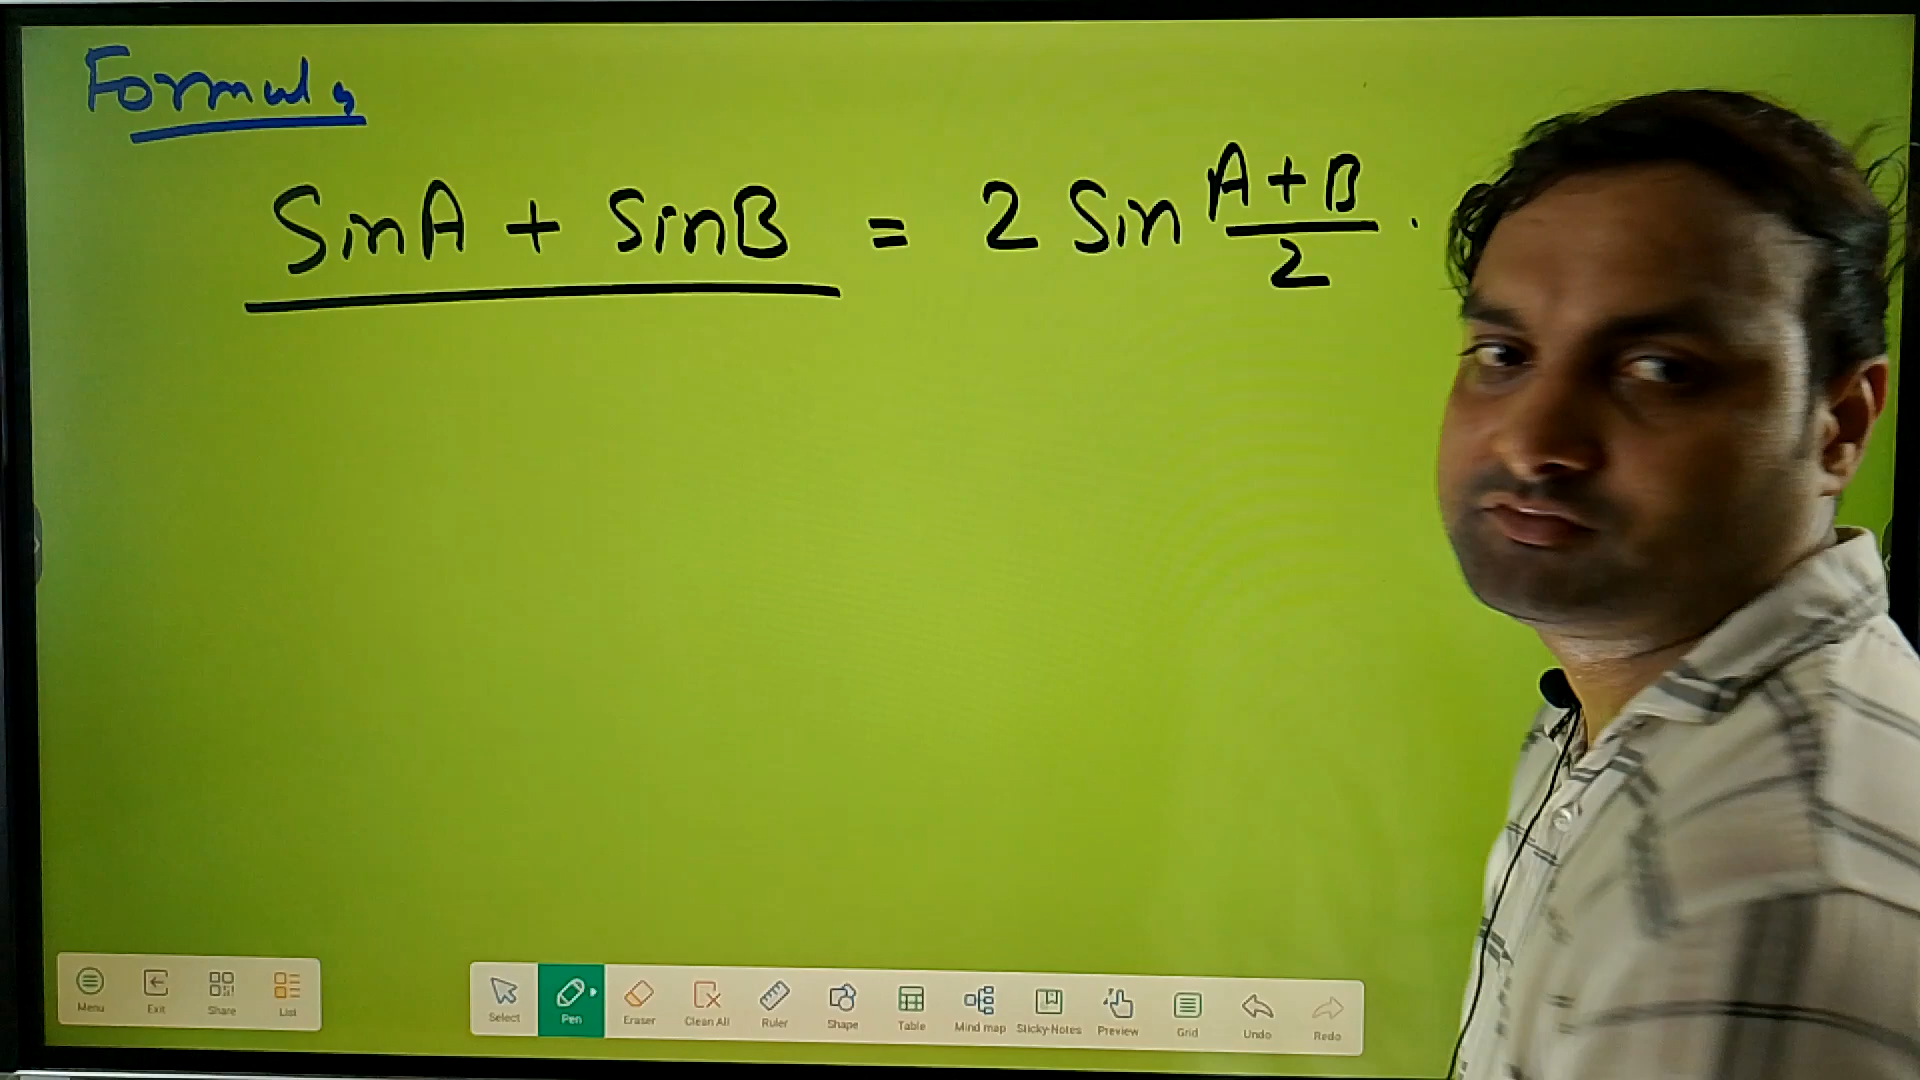 Formula
SinA + SinB = 2 Sin A+B/2 .
Menu Exit Share List
Select Pen Eraser Clean All Ruler Shape Table Mind map Sticky-Notes Preview Grid Undo Redo